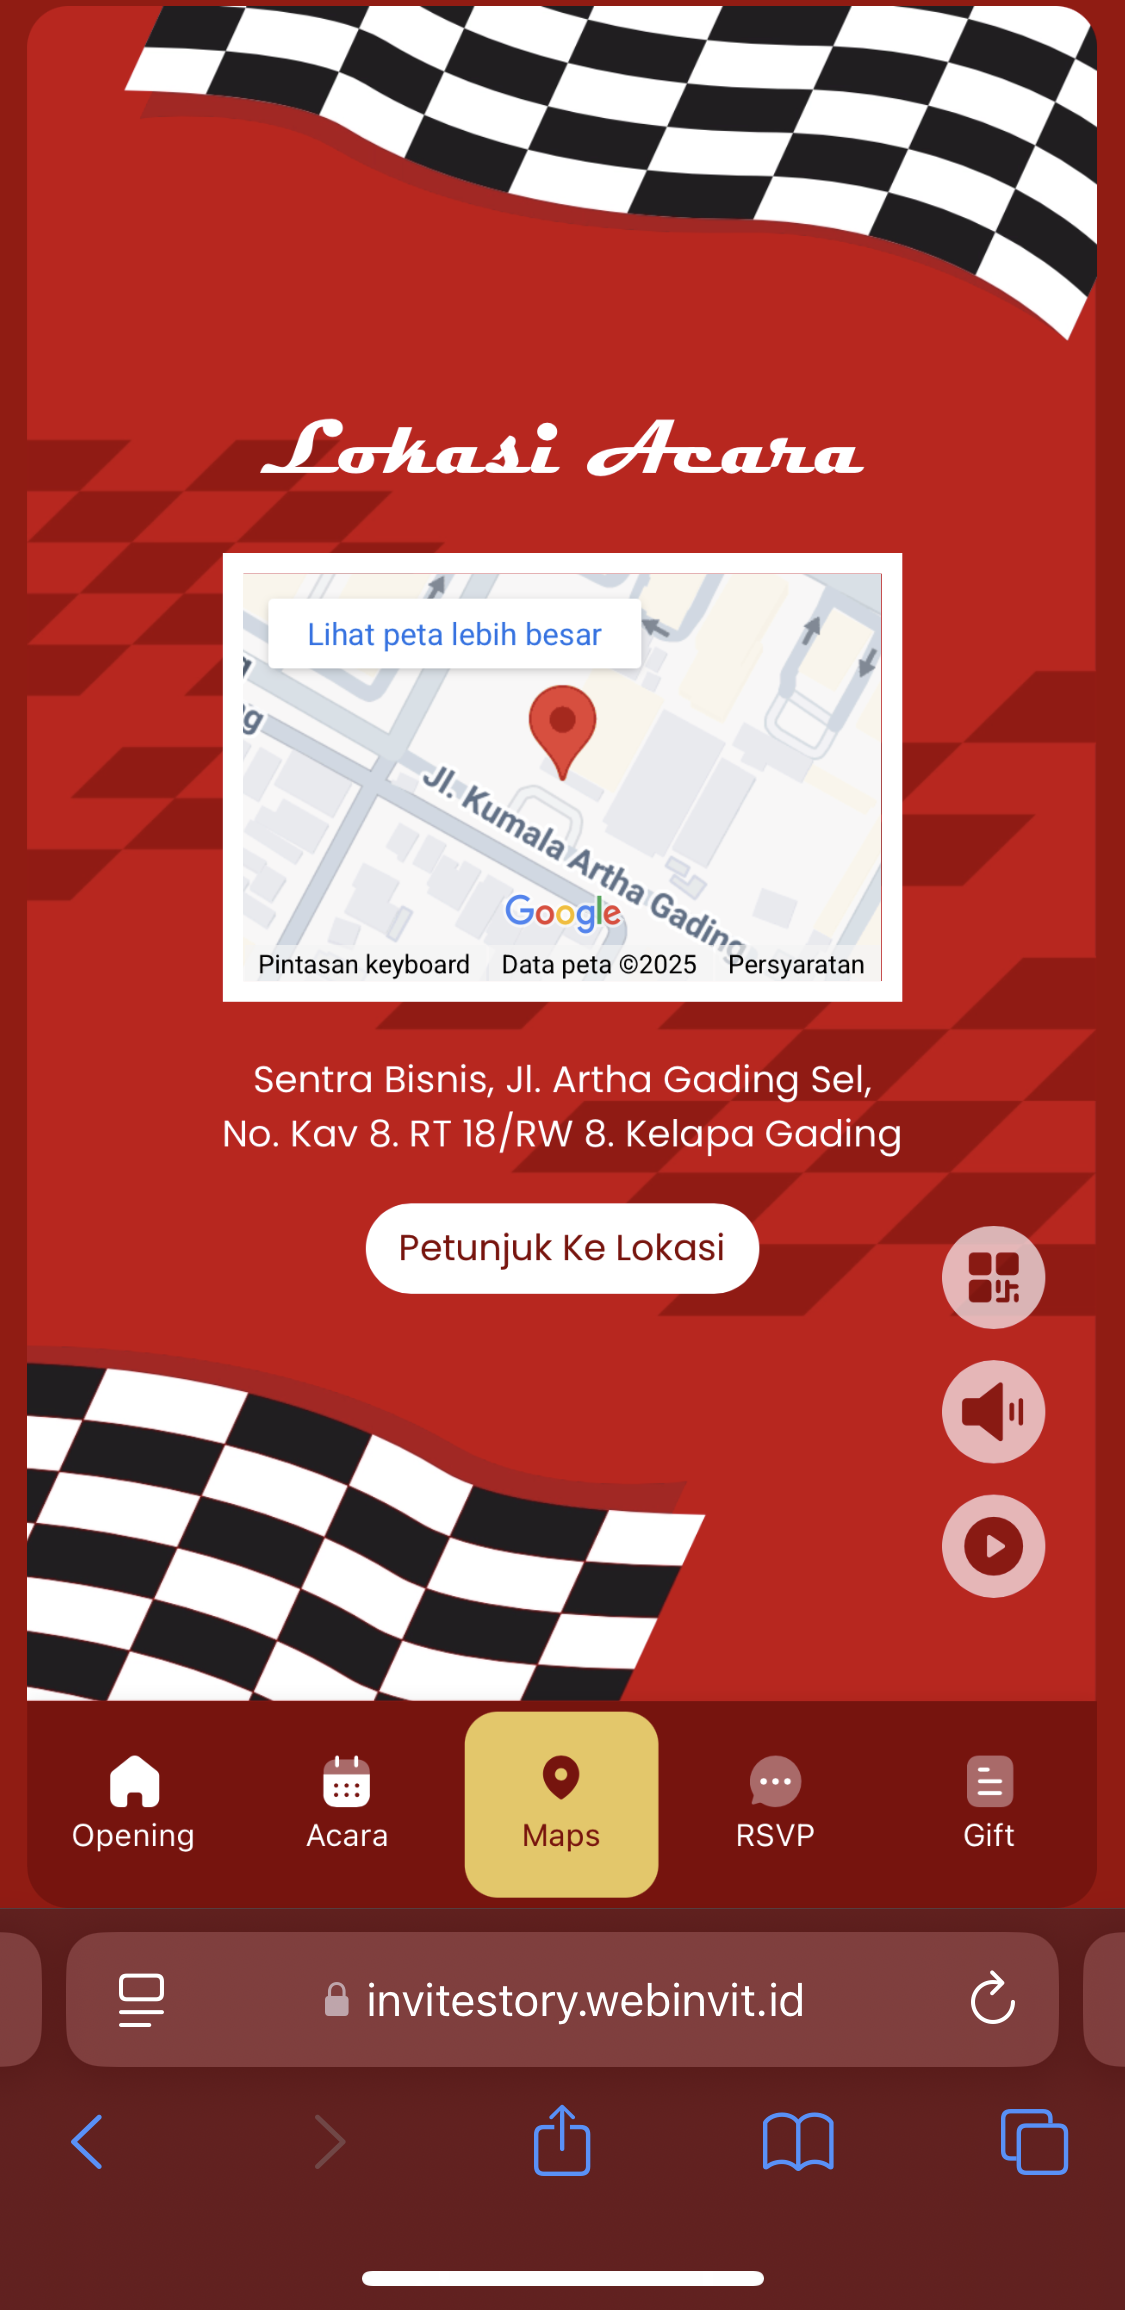 Lokasi Acara
Lihat peta lebih besar
Jl. Kumala Artha Gading
Google
Pintasan keyboard
Data peta ©2025
Persyaratan
Sentra Bisnis, Jl. Artha Gading Sel,
No. Kav 8. RT 18/RW 8. Kelapa Gading
Petunjuk Ke Lokasi
Opening
Acara
Maps
RSVP
Gift
invitestory.webinvit.id